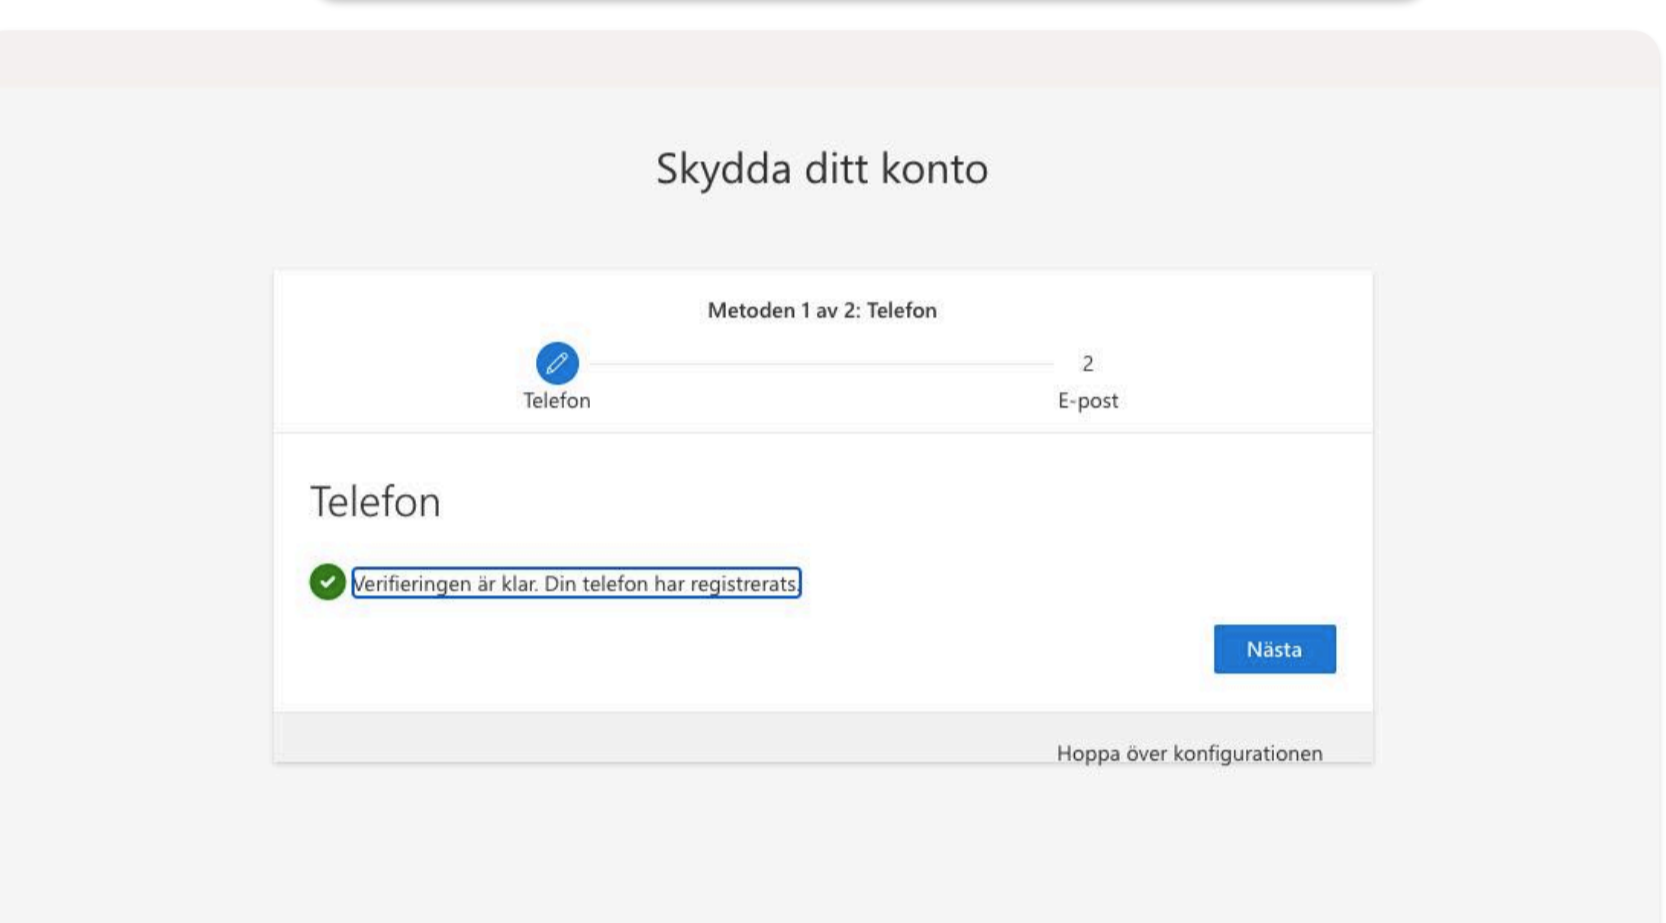 Skydda ditt konto
Metoden 1 av 2: Telefon
2
Telefon
E-post
Telefon
Verifieringen är klar. Din telefon har registrerats.
Nästa
Hoppa över konfigurationen